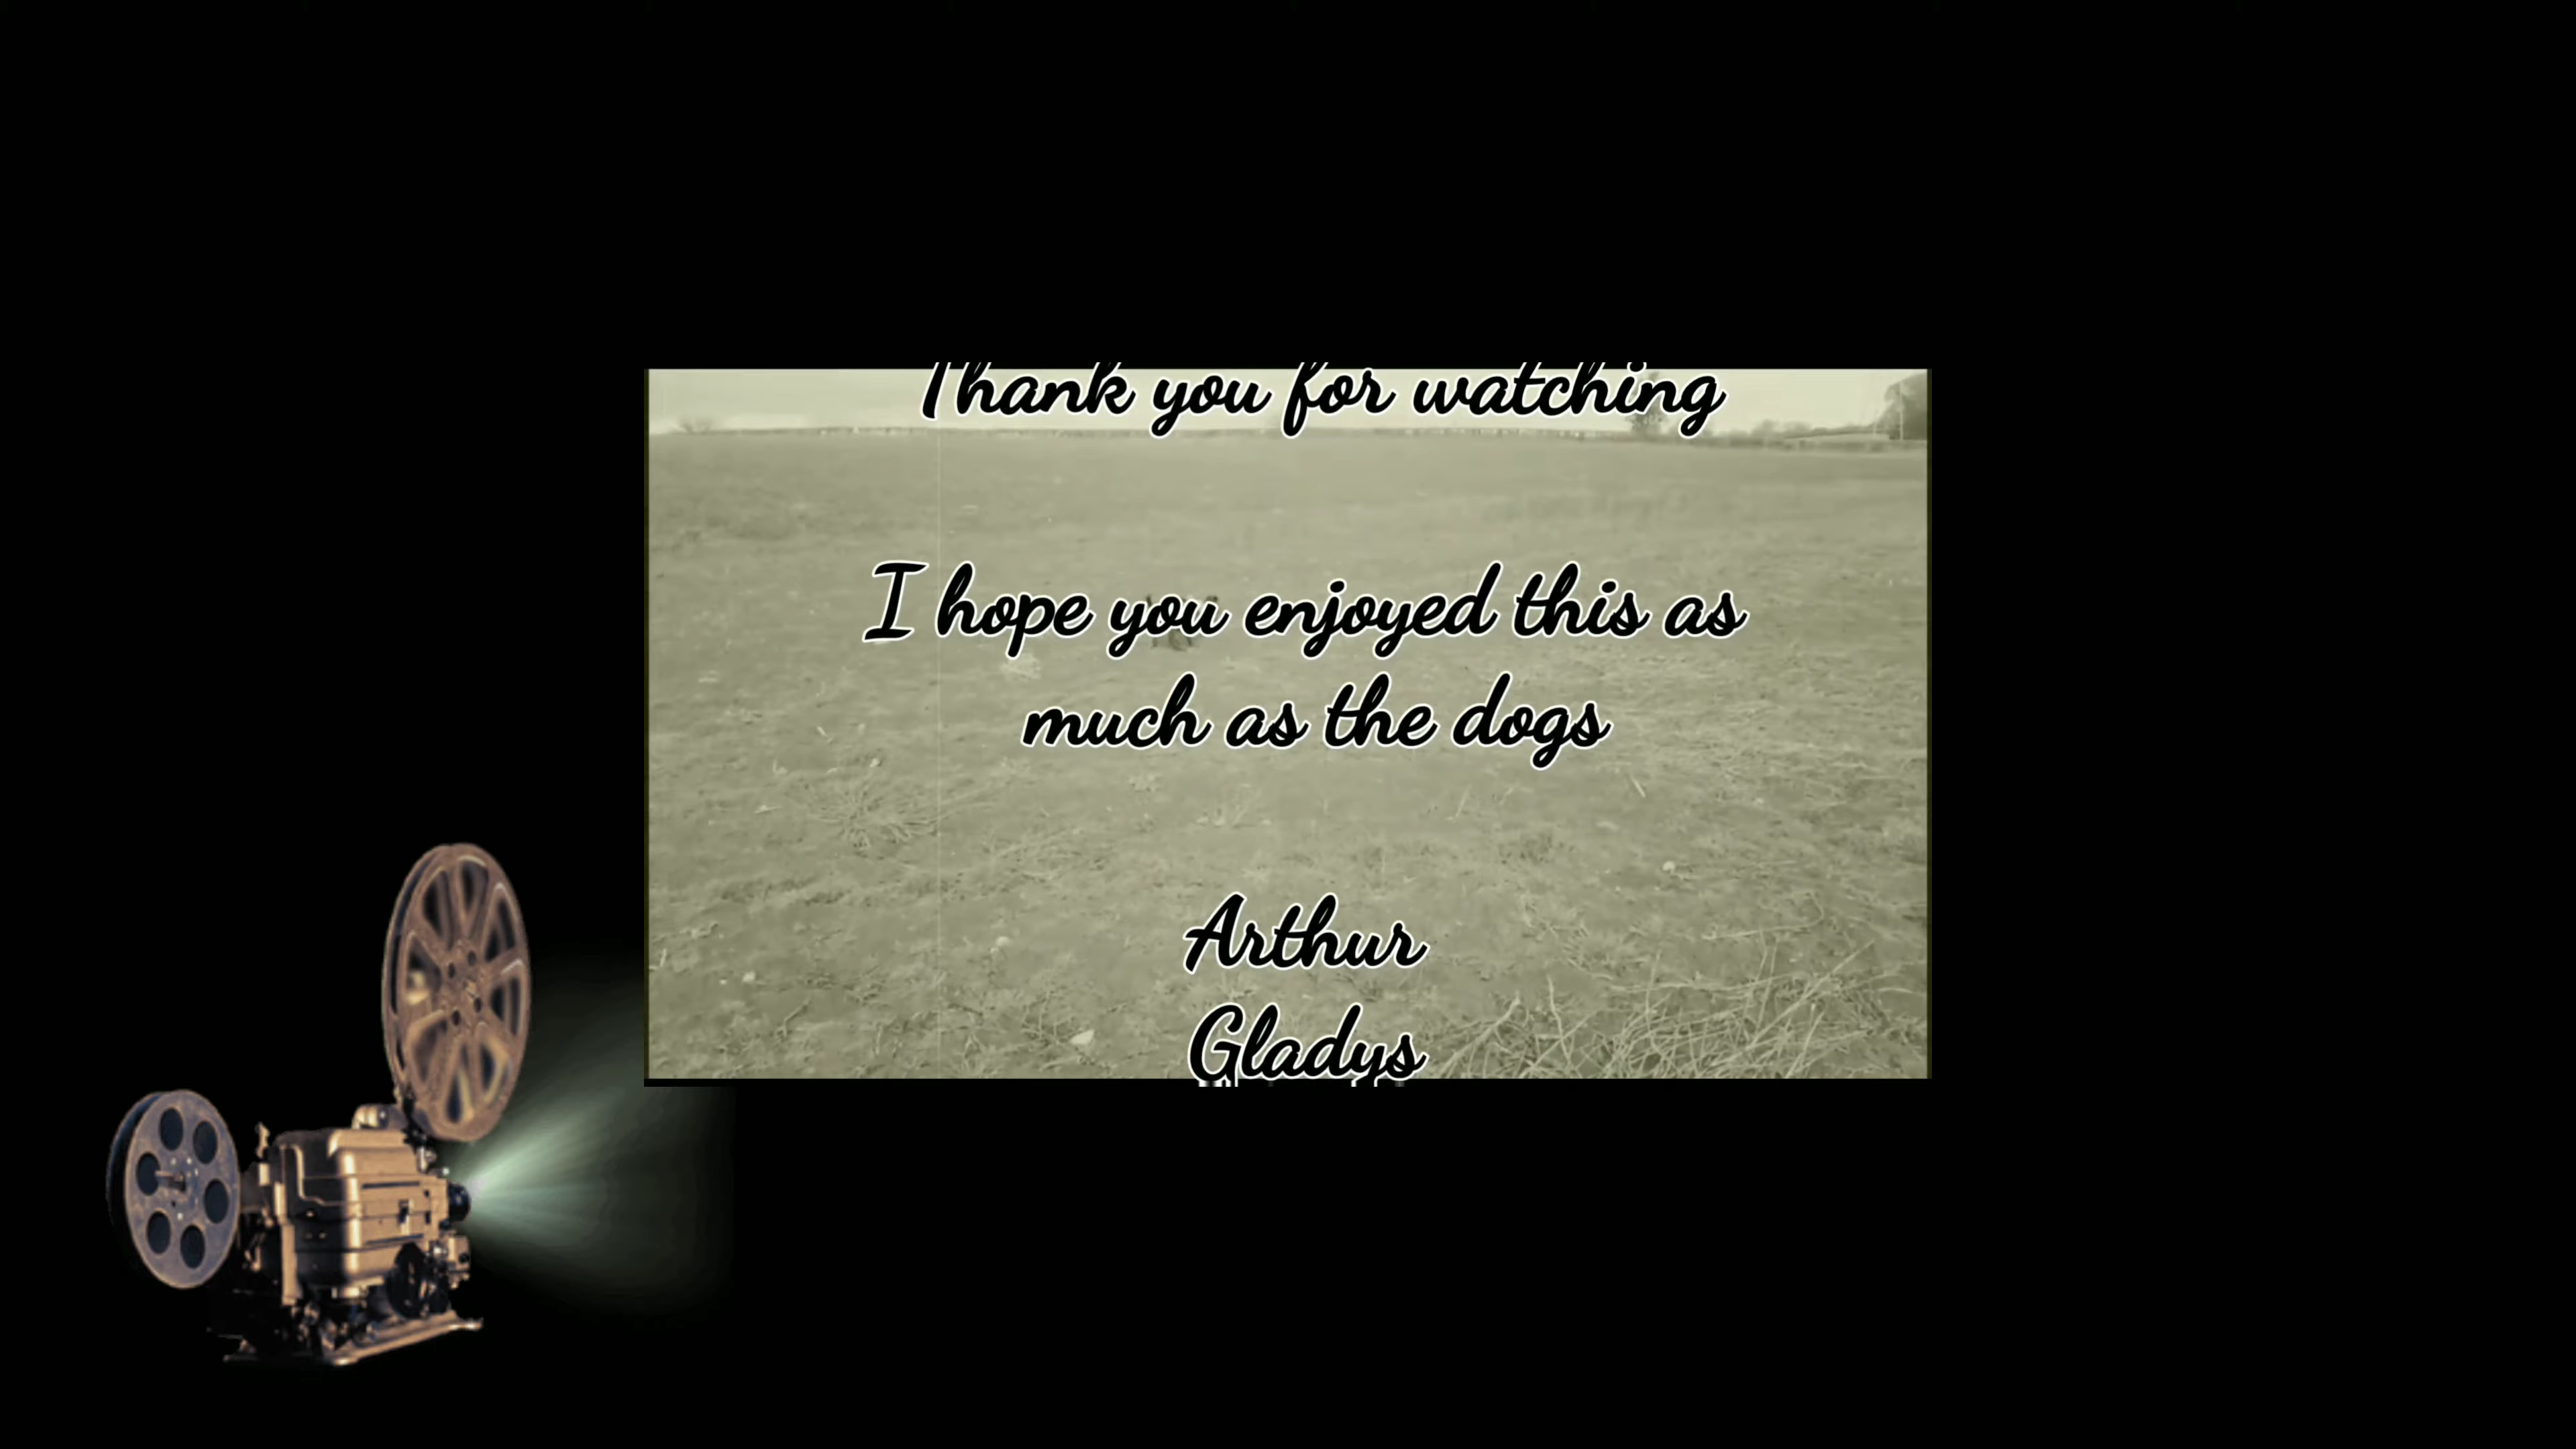 Thank you for watching
I hope you enjoyed this as
much as the dogs
Arthur
Gladys